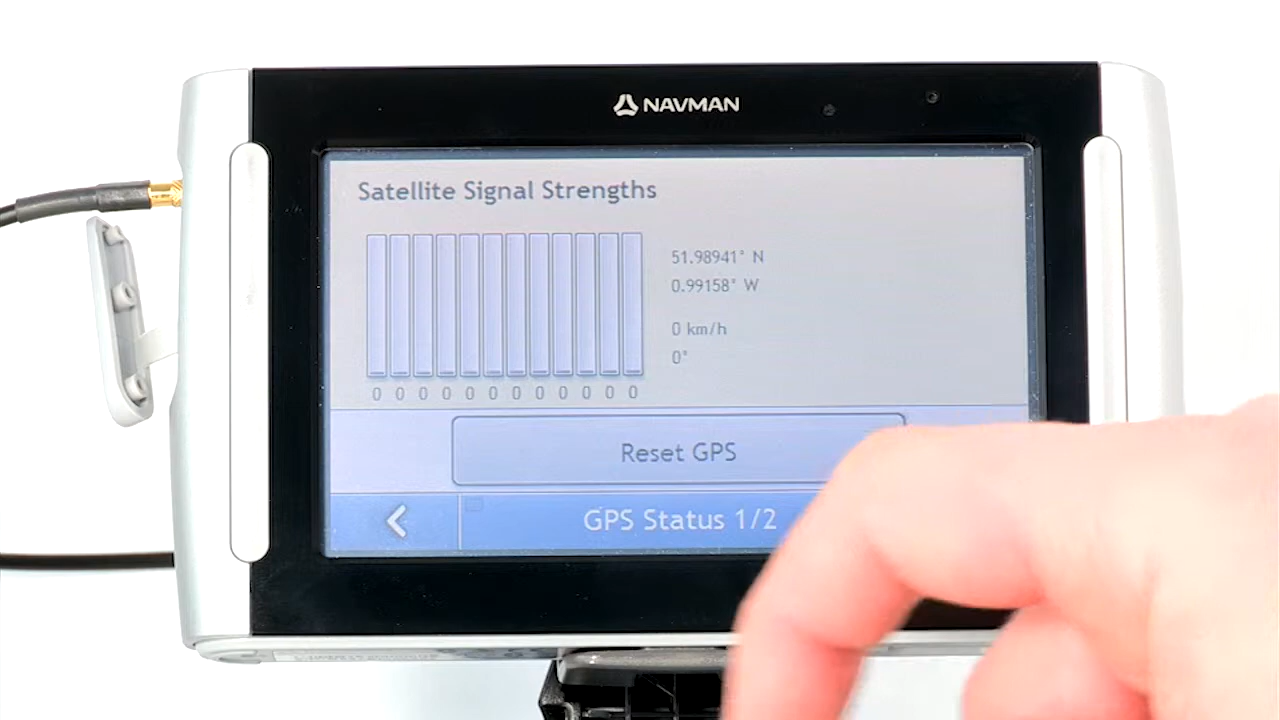 NAVMAN
Satellite Signal Strengths
51.98941° N
0.99158° W
0 km/h
0°
0 0 0 0 0 0 0 0 0 0 0 0
Reset GPS
GPS Status 1/2